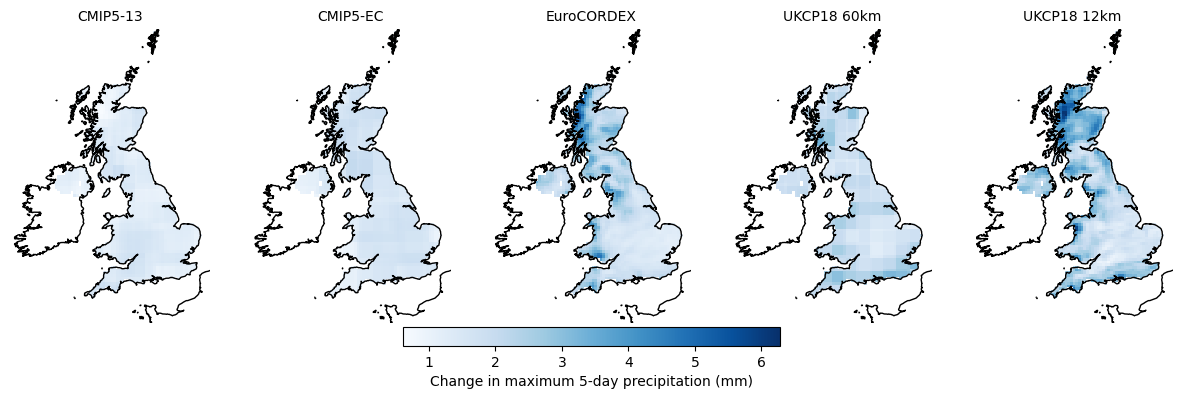 CMIP5-13 CMIP5-EC EuroCORDEX UKCP18 60km UKCP18 12km
1 2 3 4 5 6
Change in maximum 5-day precipitation (mm)